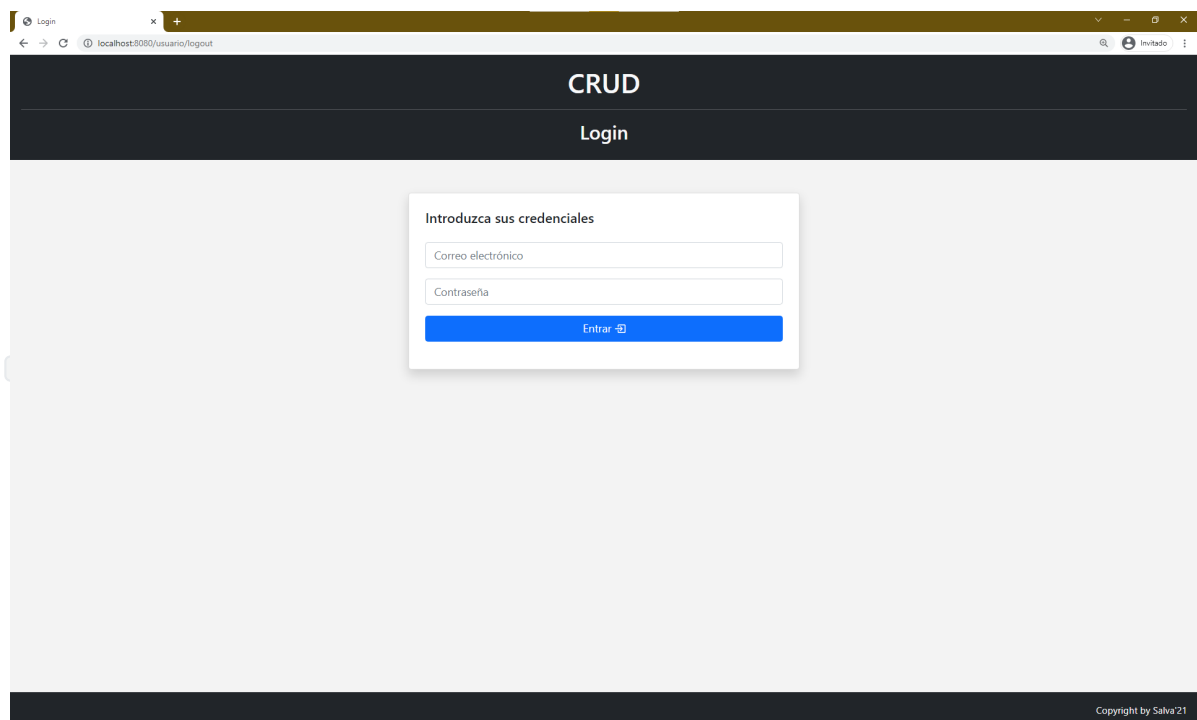 Login
localhost:8080/usuario/logout
Invitado
CRUD
Login
Introduzca sus credenciales
Correo electrónico
Contraseña
Entrar
Copyright by Salva'21